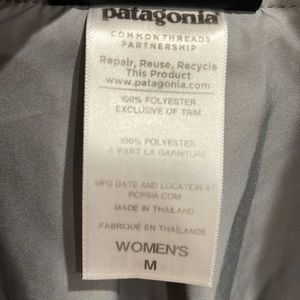 patagonia
COMMON THREADS
PARTNERSHIP
Repair, Reuse, Recycle
This Product
www.patagonia.com
100% POLYESTER
EXCLUSIVE OF TRIM
100% POLYESTER
À PART LA GARNITURE
MFG DATE AND LOCATION AT
PCPSIA.COM
MADE IN THAILAND
FABRIQUÉ EN THAÏLANDE
WOMEN'S
M